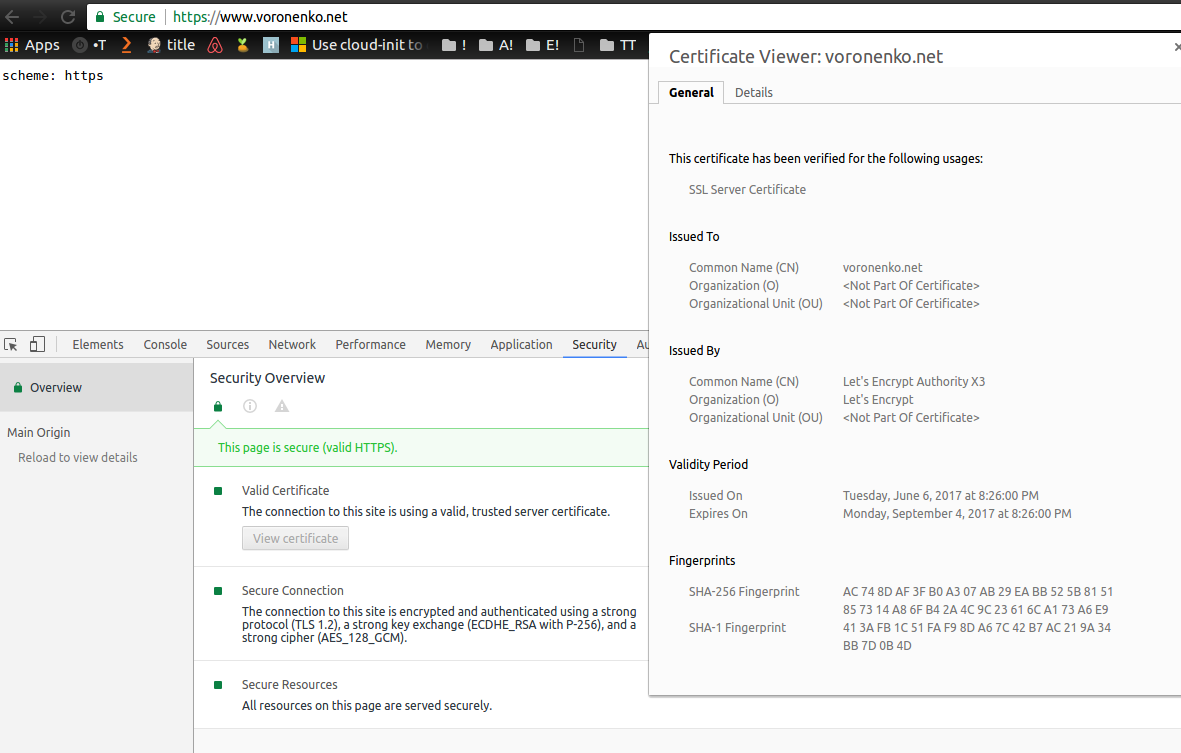 Secure https://www.voronenko.net
Apps •T title H Use cloud-init to ! A! E! TT
scheme: https
Certificate Viewer: voronenko.net
General Details
This certificate has been verified for the following usages:
SSL Server Certificate
Issued To
Common Name (CN) voronenko.net
Organization (O) <Not Part Of Certificate>
Organizational Unit (OU) <Not Part Of Certificate>
Issued By
Common Name (CN) Let's Encrypt Authority X3
Organization (O) Let's Encrypt
Organizational Unit (OU) <Not Part Of Certificate>
Validity Period
Issued On Tuesday, June 6, 2017 at 8:26:00 PM
Expires On Monday, September 4, 2017 at 8:26:00 PM
Fingerprints
SHA-256 Fingerprint AC 74 8D AF 3F B0 A3 07 AB 29 EA BB 52 5B 81 51
85 73 14 A8 6F B4 2A 4C 9C 23 61 6C A1 73 A6 E9
SHA-1 Fingerprint 41 3A FB 1C 51 FA F9 8D A6 7C 42 B7 AC 21 9A 34
BB 7D 0B 4D
Elements Console Sources Network Performance Memory Application Security Au
Overview
Main Origin
Reload to view details
Security Overview
This page is secure (valid HTTPS).
Valid Certificate
The connection to this site is using a valid, trusted server certificate.
View certificate
Secure Connection
The connection to this site is encrypted and authenticated using a strong
protocol (TLS 1.2), a strong key exchange (ECDHE_RSA with P-256), and a
strong cipher (AES_128_GCM).
Secure Resources
All resources on this page are served securely.